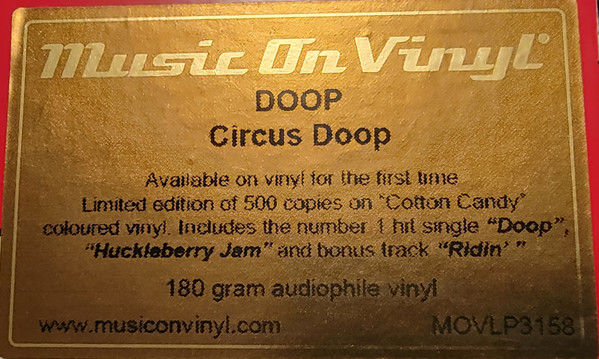 Music On Vinyl®
DOOP
Circus Doop
Available on vinyl for the first time
Limited edition of 500 copies on "Cotton Candy"
coloured vinyl. Includes the number 1 hit single "Doop",
"Huckleberry Jam" and bonus track "Ridin' "
180 gram audiophile vinyl
www.musiconvinyl.com MOVLP3158